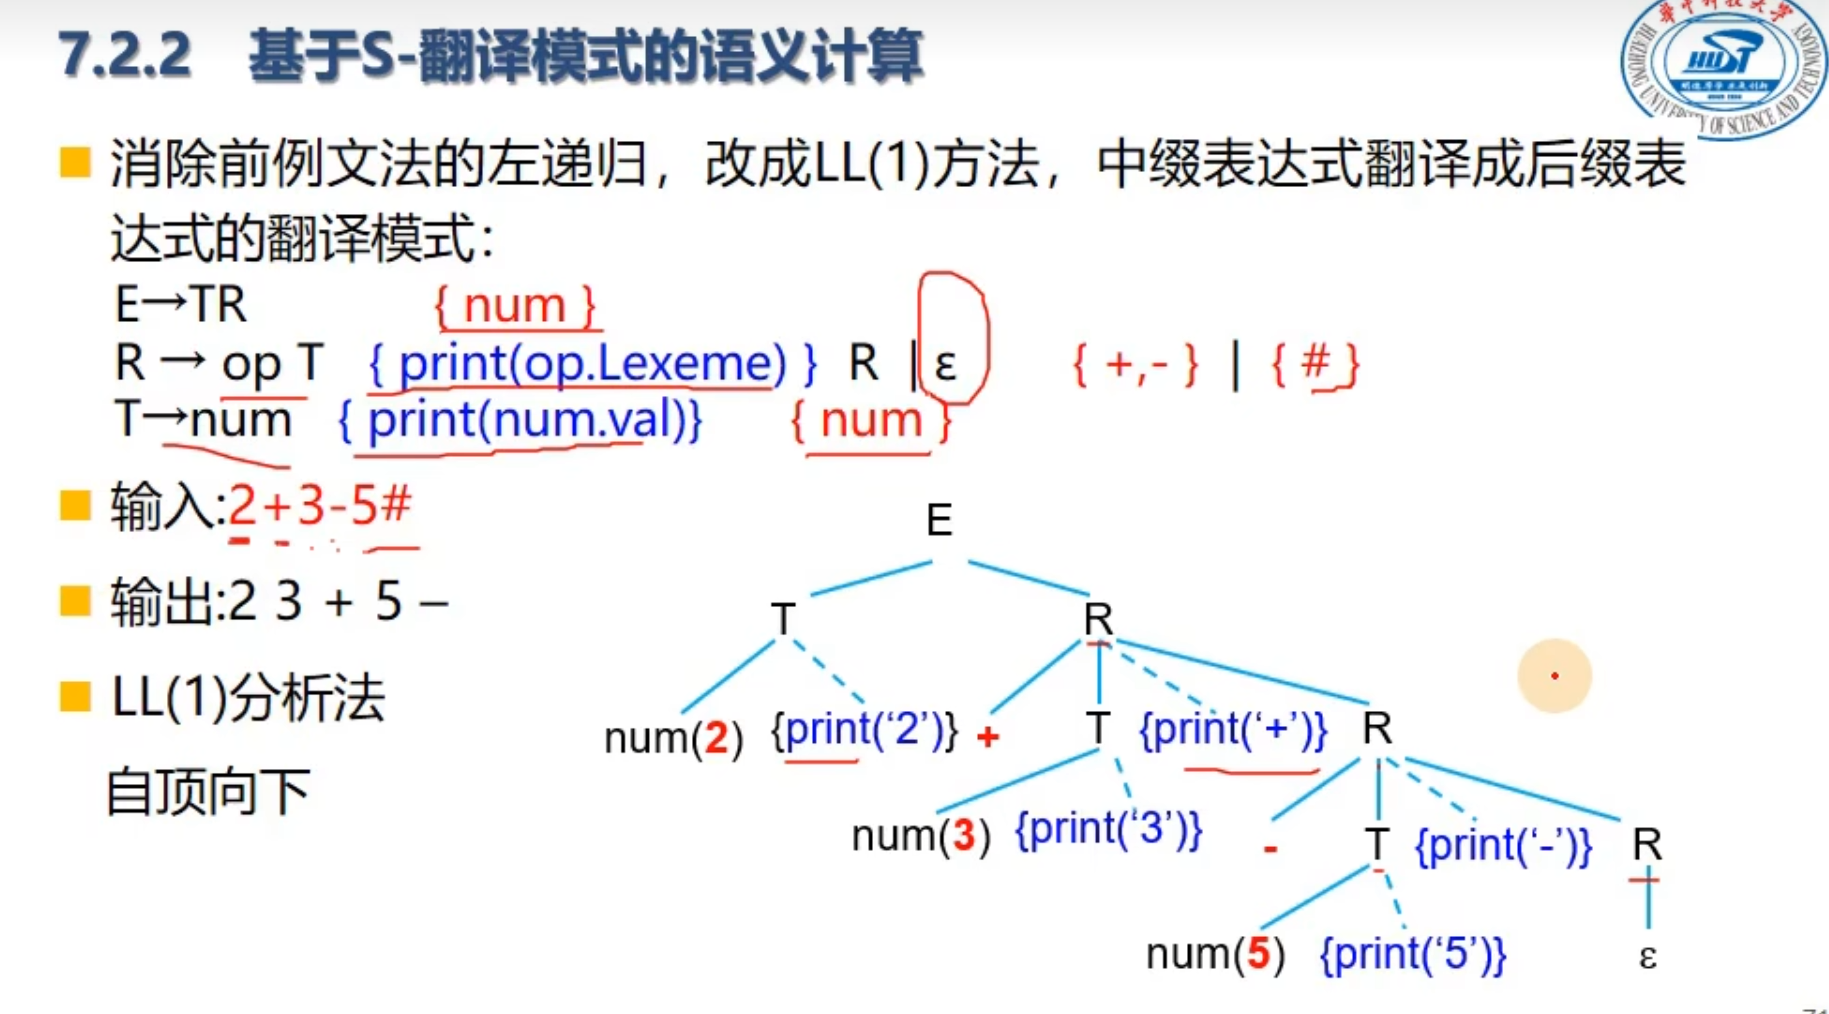 7.2.2 基于S-翻译模式的语义计算
华中科技大学
HUAZHONG UNIVERSITY OF SCIENCE AND TECHNOLOGY
HUST
消除前例文法的左递归，改成LL(1)方法，中缀表达式翻译成后缀表
达式的翻译模式：
E→TR { num }
R → op T { print(op.Lexeme) } R | ε { +,- } | { # }
T→num { print(num.val)} { num }
输入:2+3-5#
输出:2 3 + 5 –
LL(1)分析法
自顶向下
E
T R
num(2) {print(‘2’)} + T {print(‘+’)} R
num(3) {print(‘3’)} - T {print(‘-’)} R
num(5) {print(‘5’)} ε